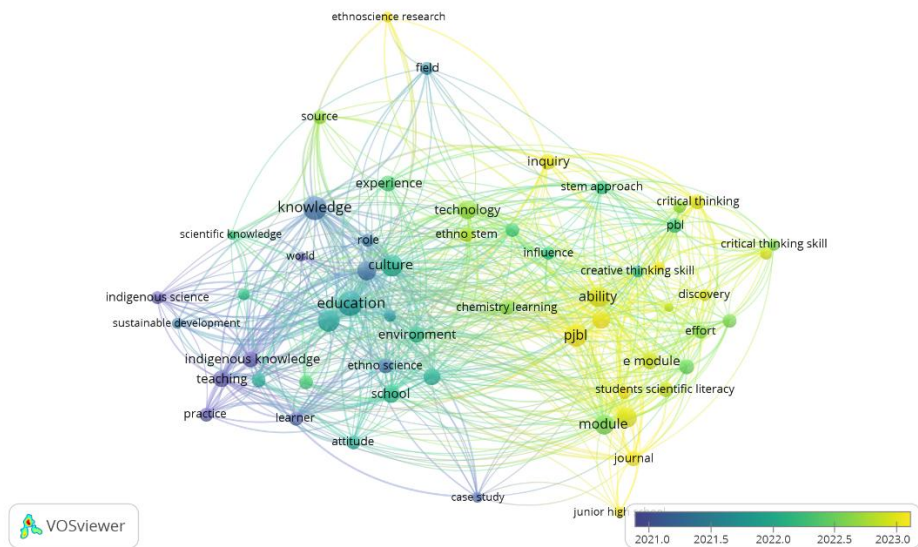 ethnoscience research
field
source
inquiry
experience
stem approach
knowledge
technology
critical thinking
pbl
scientific knowledge
role
ethno stem
critical thinking skill
world
culture
influence
creative thinking skill
indigenous science
education
chemistry learning
ability
discovery
sustainable development
environment
pjbl
effort
indigenous knowledge
ethno science
e module
teaching
school
students scientific literacy
practice
learner
module
attitude
journal
case study
junior high
VOSviewer
2021.0 2021.5 2022.0 2022.5 2023.0